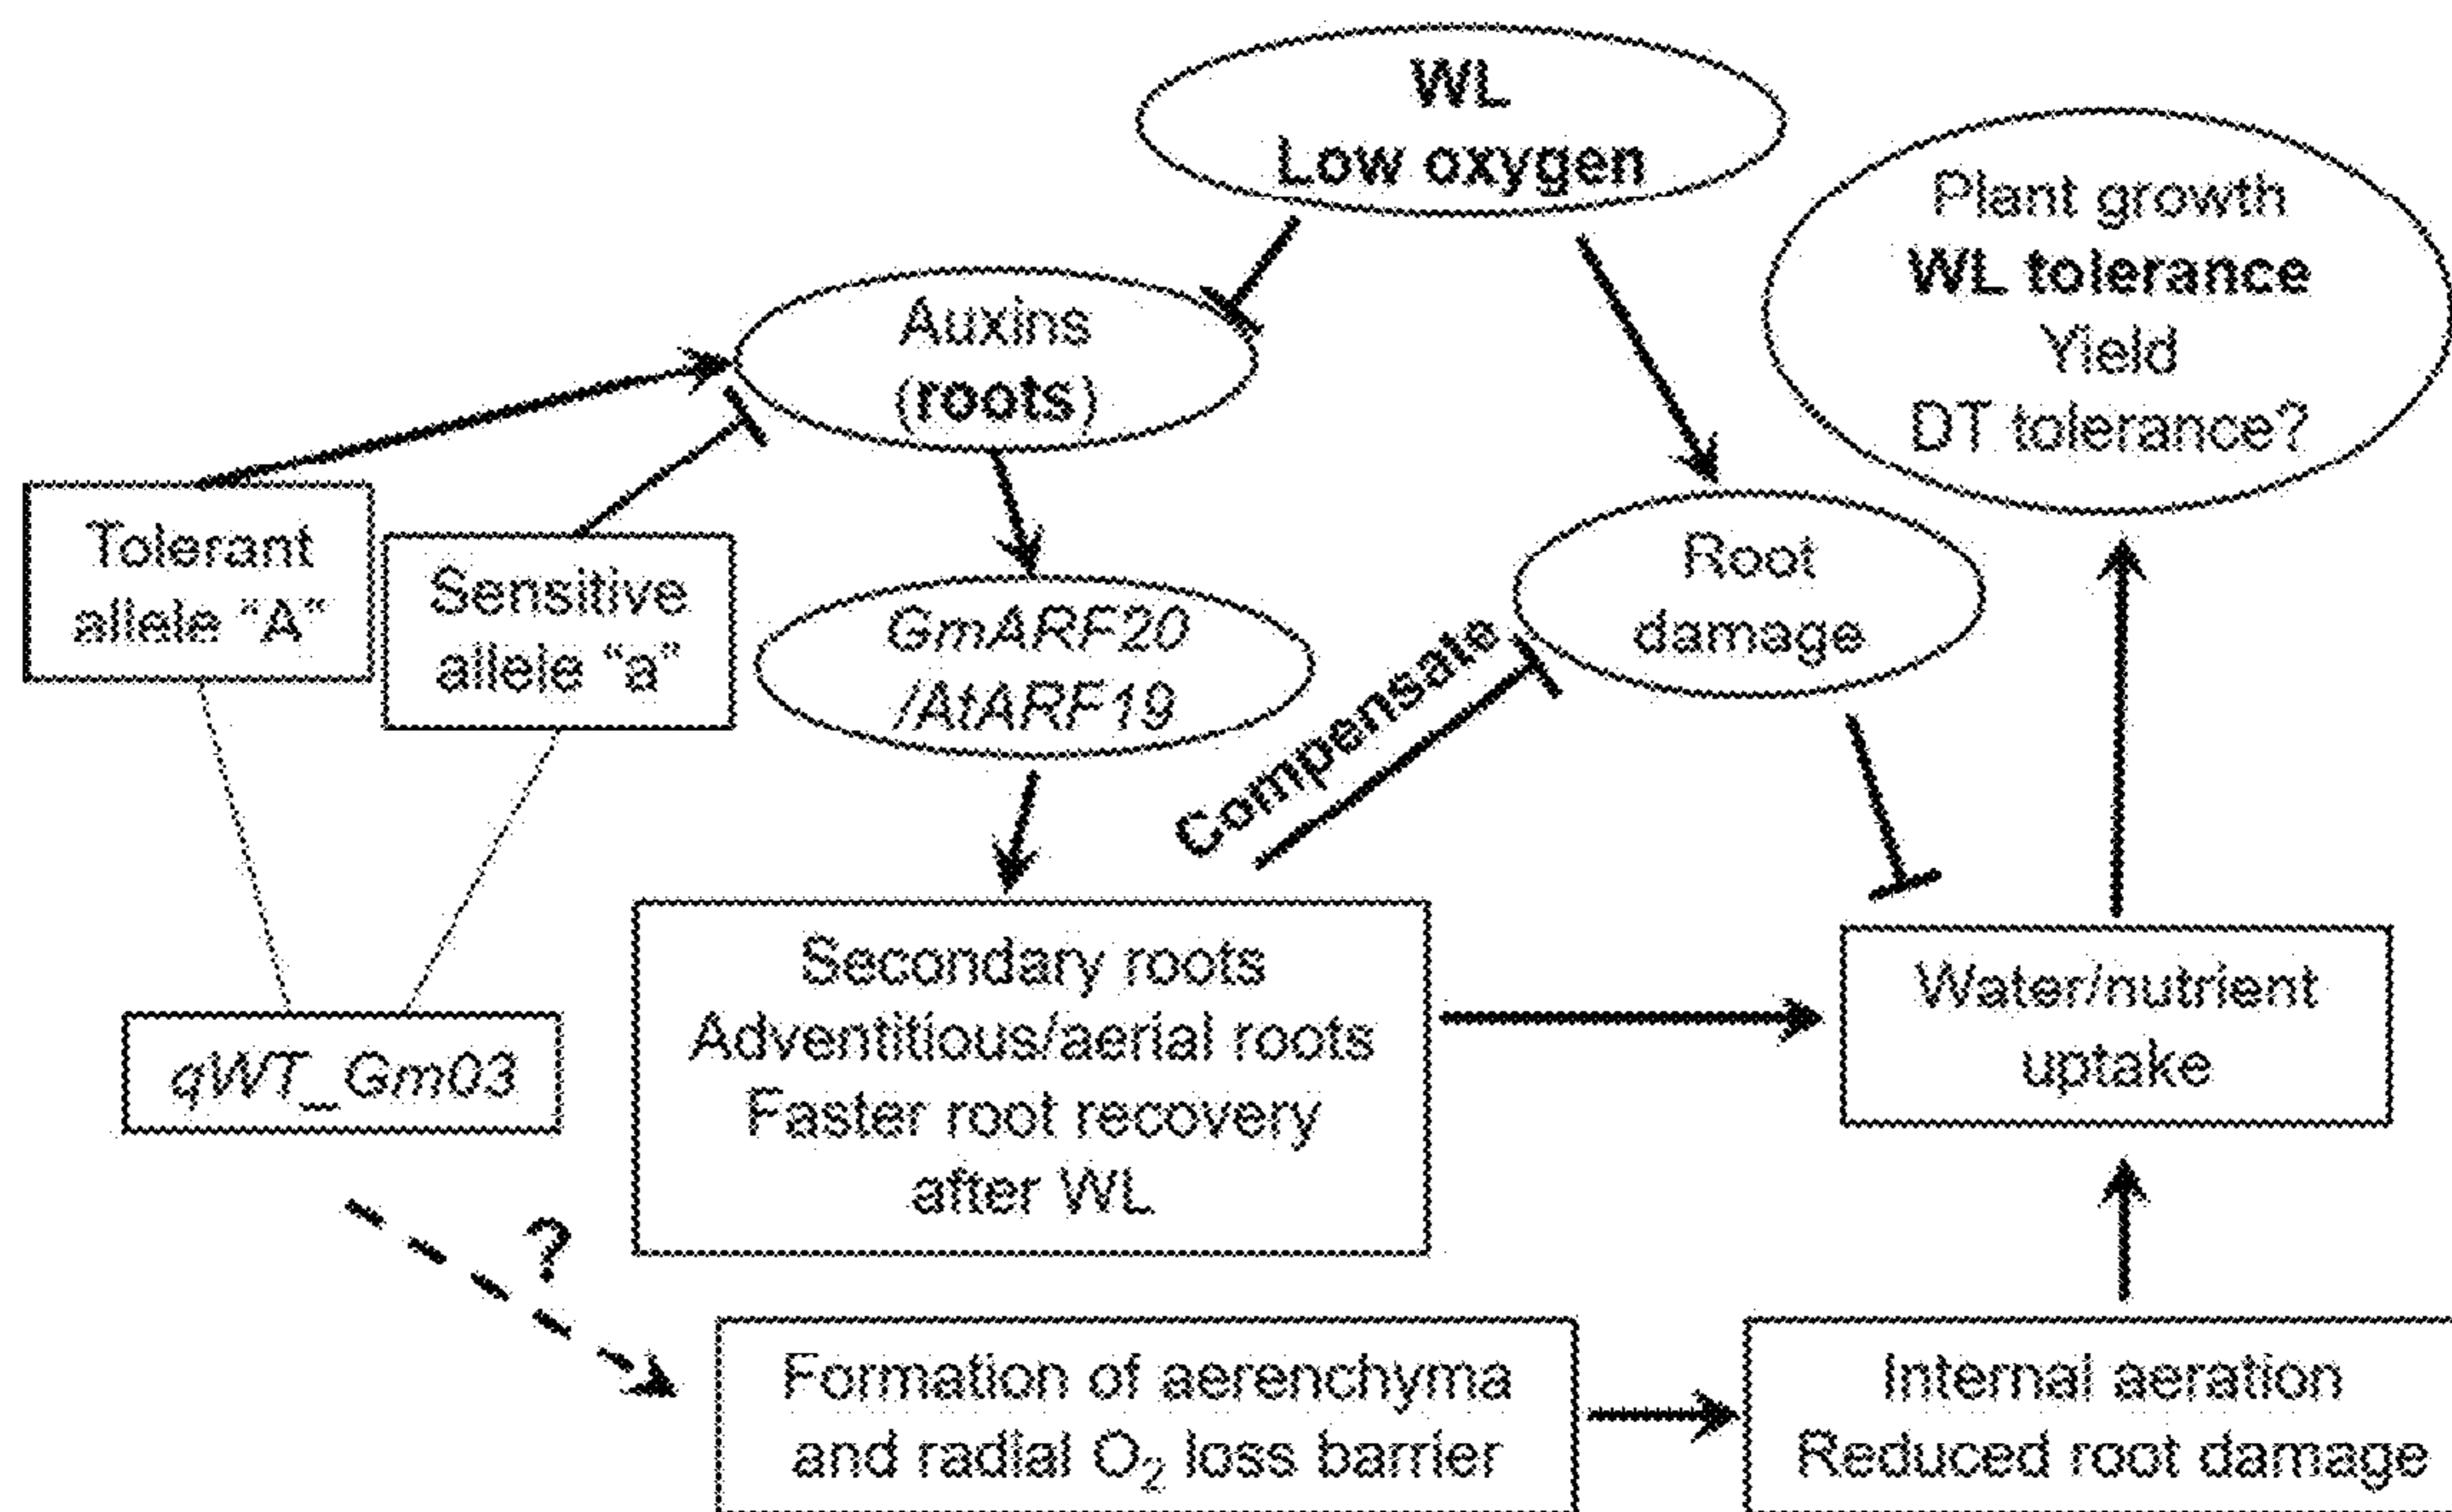 WL
Low oxygen
Plant growth
WL tolerance
Yield
DT tolerance?
Auxins
(roots)
Tolerant
allele "A"
Sensitive
allele "a"
GmARF20
/AtARF19
Root
damage
Compensate
Secondary roots
Adventitious/aerial roots
Faster root recovery
after WL
Water/nutrient
uptake
qWT_Gm03
?
Formation of aerenchyma
and radial O₂ loss barrier
Internal aeration
Reduced root damage